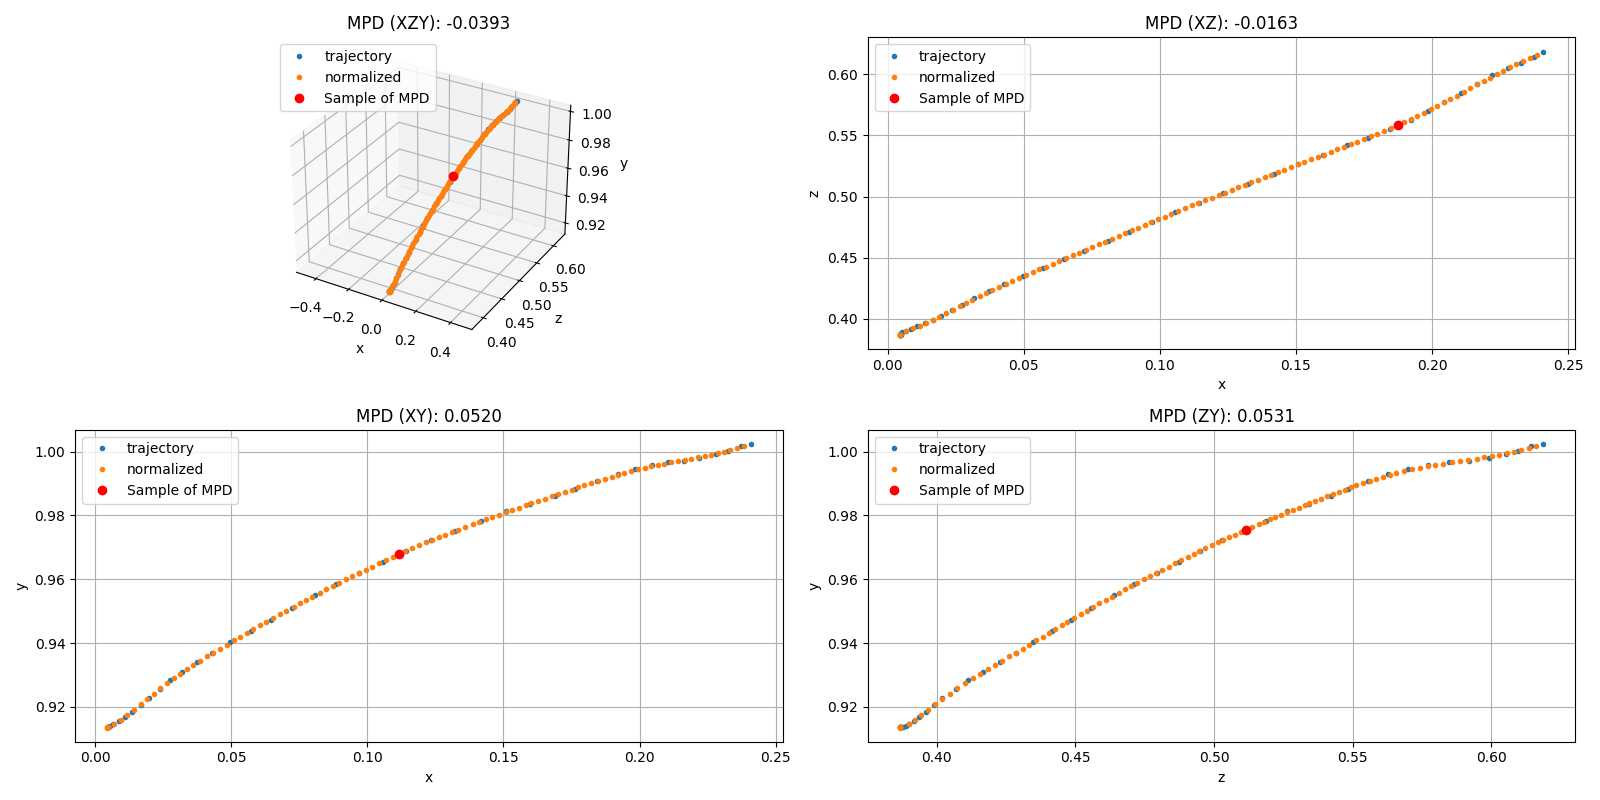 MPD (XZY): -0.0393
trajectory
normalized
Sample of MPD
1.00
0.98
0.96
0.94
0.92
y
−0.4
−0.2
0.0
0.2
0.4
x
0.40
0.45
0.50
0.55
0.60
z
MPD (XZ): -0.0163
trajectory
normalized
Sample of MPD
0.60
0.55
0.50
0.45
0.40
z
0.00 0.05 0.10 0.15 0.20 0.25
x
MPD (XY): 0.0520
trajectory
normalized
Sample of MPD
1.00
0.98
0.96
0.94
0.92
y
0.00 0.05 0.10 0.15 0.20 0.25
x
MPD (ZY): 0.0531
trajectory
normalized
Sample of MPD
1.00
0.98
0.96
0.94
0.92
y
0.40 0.45 0.50 0.55 0.60
z